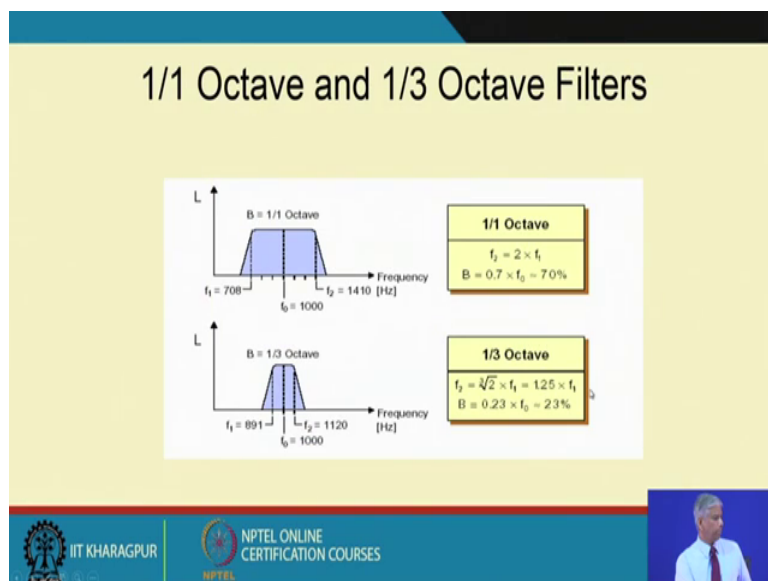 1/1 Octave and 1/3 Octave Filters
L
B = 1/1 Octave
Frequency
[Hz]
f₁ = 708
f₂ = 1410
f₀ = 1000
1/1 Octave
f₂ = 2 × f₁
B = 0.7 × f₀ ≈ 70%
L
B = 1/3 Octave
Frequency
[Hz]
f₁ = 891
f₂ = 1120
f₀ = 1000
1/3 Octave
f₂ = ∛2 × f₁ = 1.25 × f₁
B = 0.23 × f₀ ≈ 23%
IIT KHARAGPUR
NPTEL
NPTEL ONLINE
CERTIFICATION COURSES